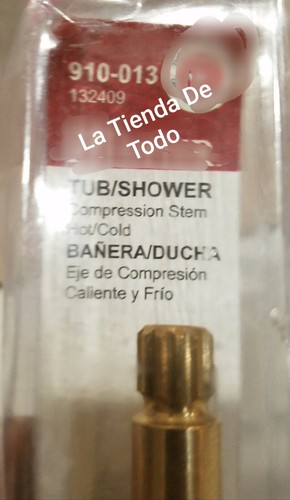 910-013
132409
La Tienda De
Todo
TUB/SHOWER
Compression Stem
Hot/Cold
BAÑERA/DUCHA
Eje de Compresión
Caliente y Frío